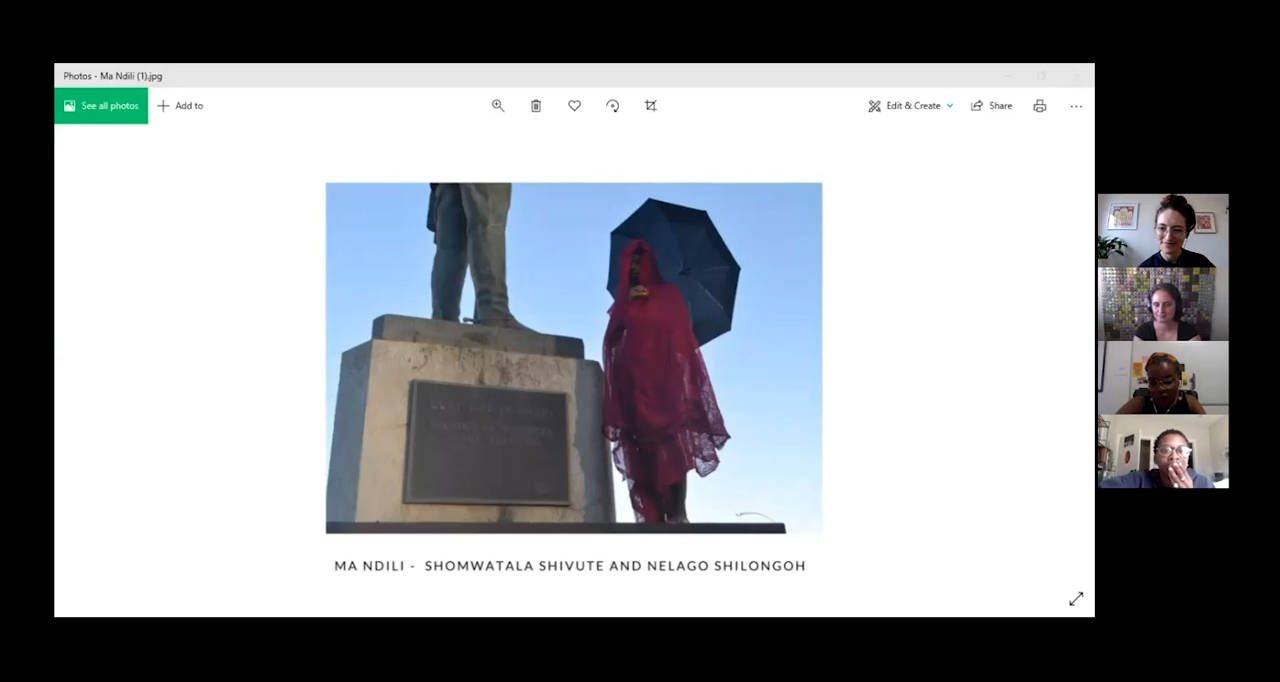 Photos - Ma Ndili (1).jpg
See all photos
Add to
Edit & Create
Share
MA NDILI - SHOMWATALA SHIVUTE AND NELAGO SHILONGOH